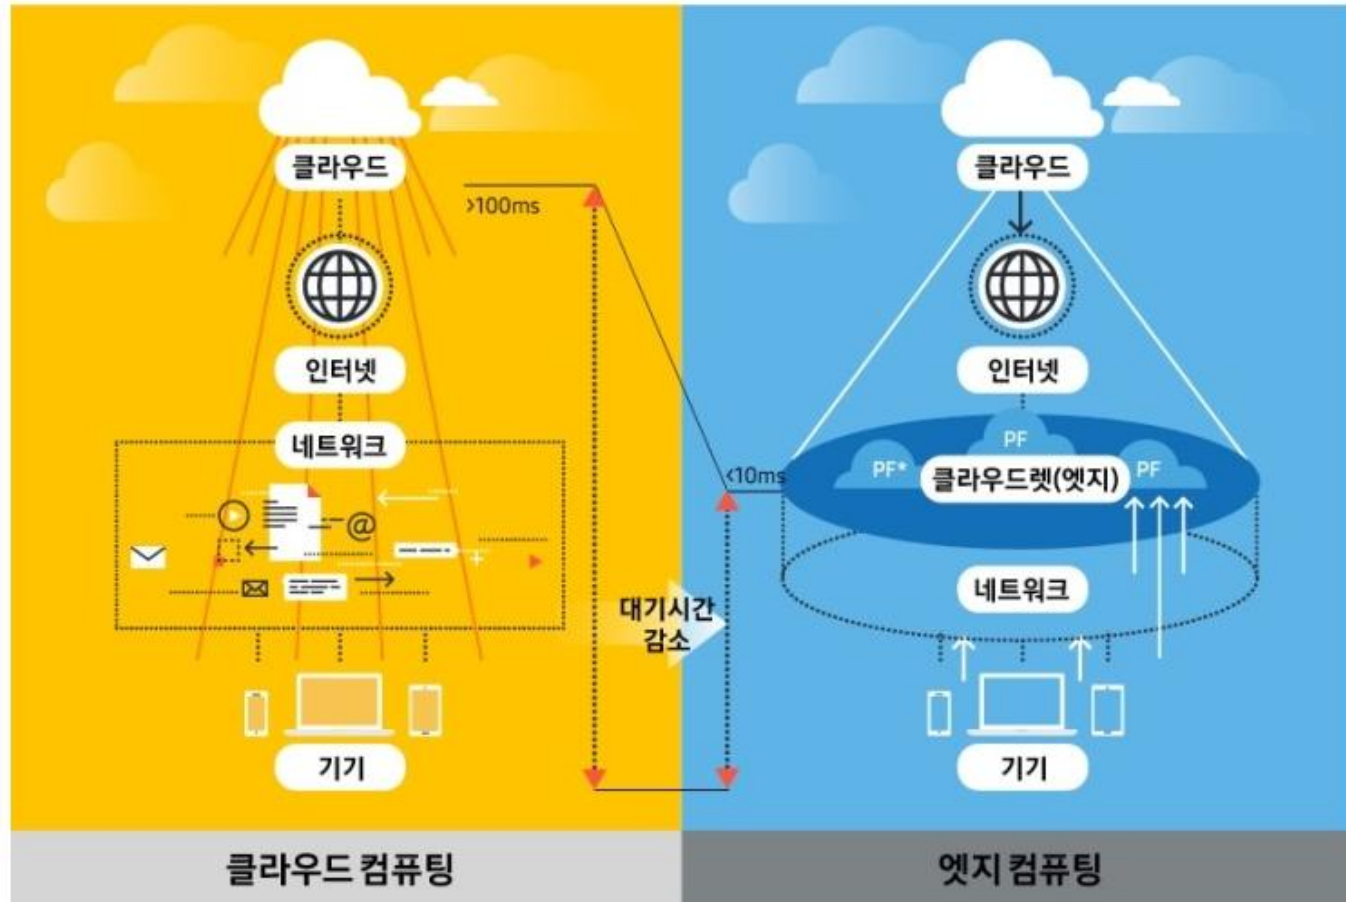 클라우드
>100ms
인터넷
네트워크
@
대기시간
감소
기기
클라우드 컴퓨팅
클라우드
인터넷
PF
PF*
클라우드렛(엣지)
PF
<10ms
네트워크
기기
엣지 컴퓨팅